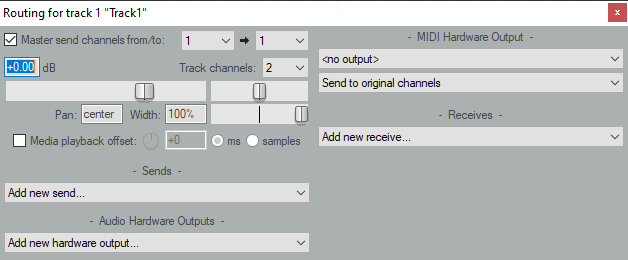 Routing for track 1 "Track1"
x
Master send channels from/to: 1 1
+0.00 dB Track channels: 2
Pan: center Width: 100%
Media playback offset: +0 ms samples
- Sends -
Add new send...
- Audio Hardware Outputs -
Add new hardware output...
- MIDI Hardware Output -
<no output>
Send to original channels
- Receives -
Add new receive...